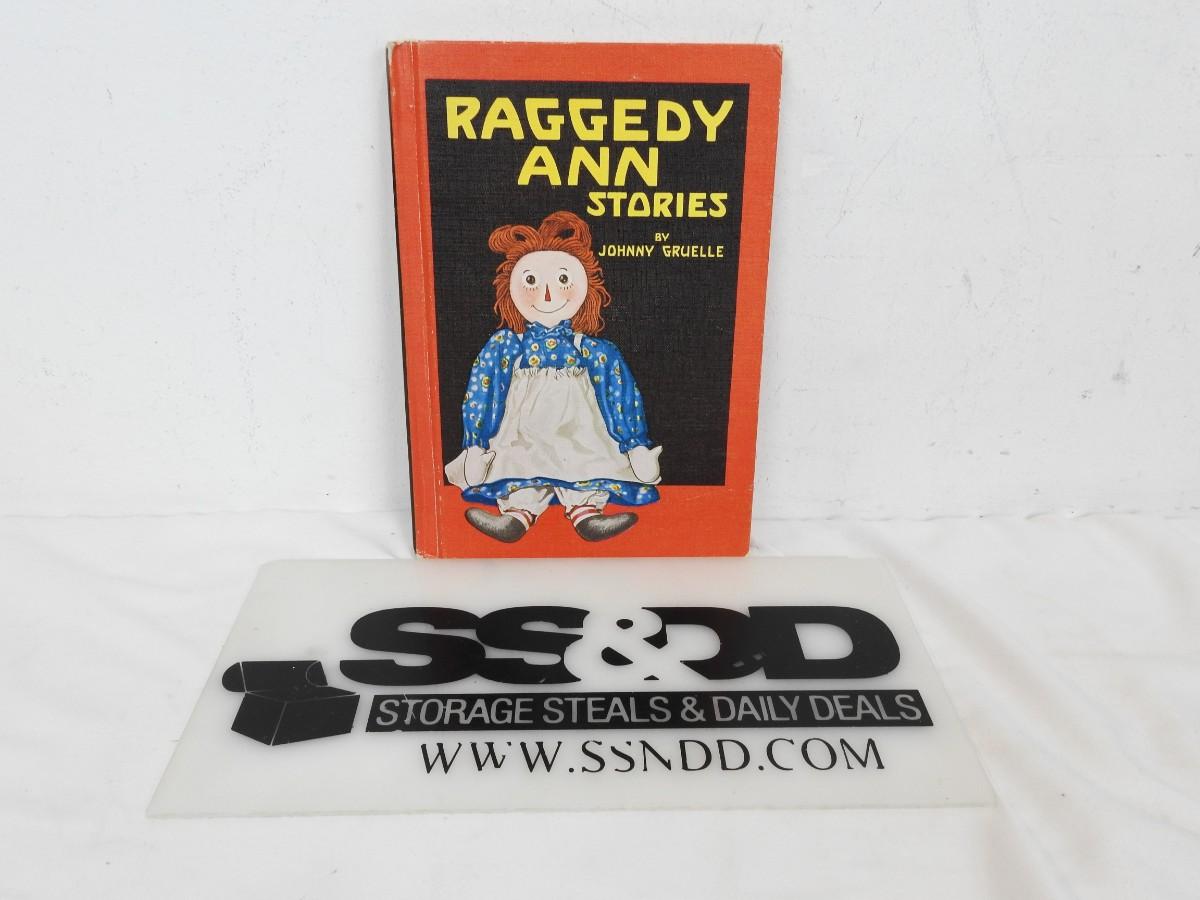 RAGGEDY
ANN
STORIES
BY
JOHNNY GRUELLE
SS&DD
STORAGE STEALS & DAILY DEALS
WWW.SSNDD.COM